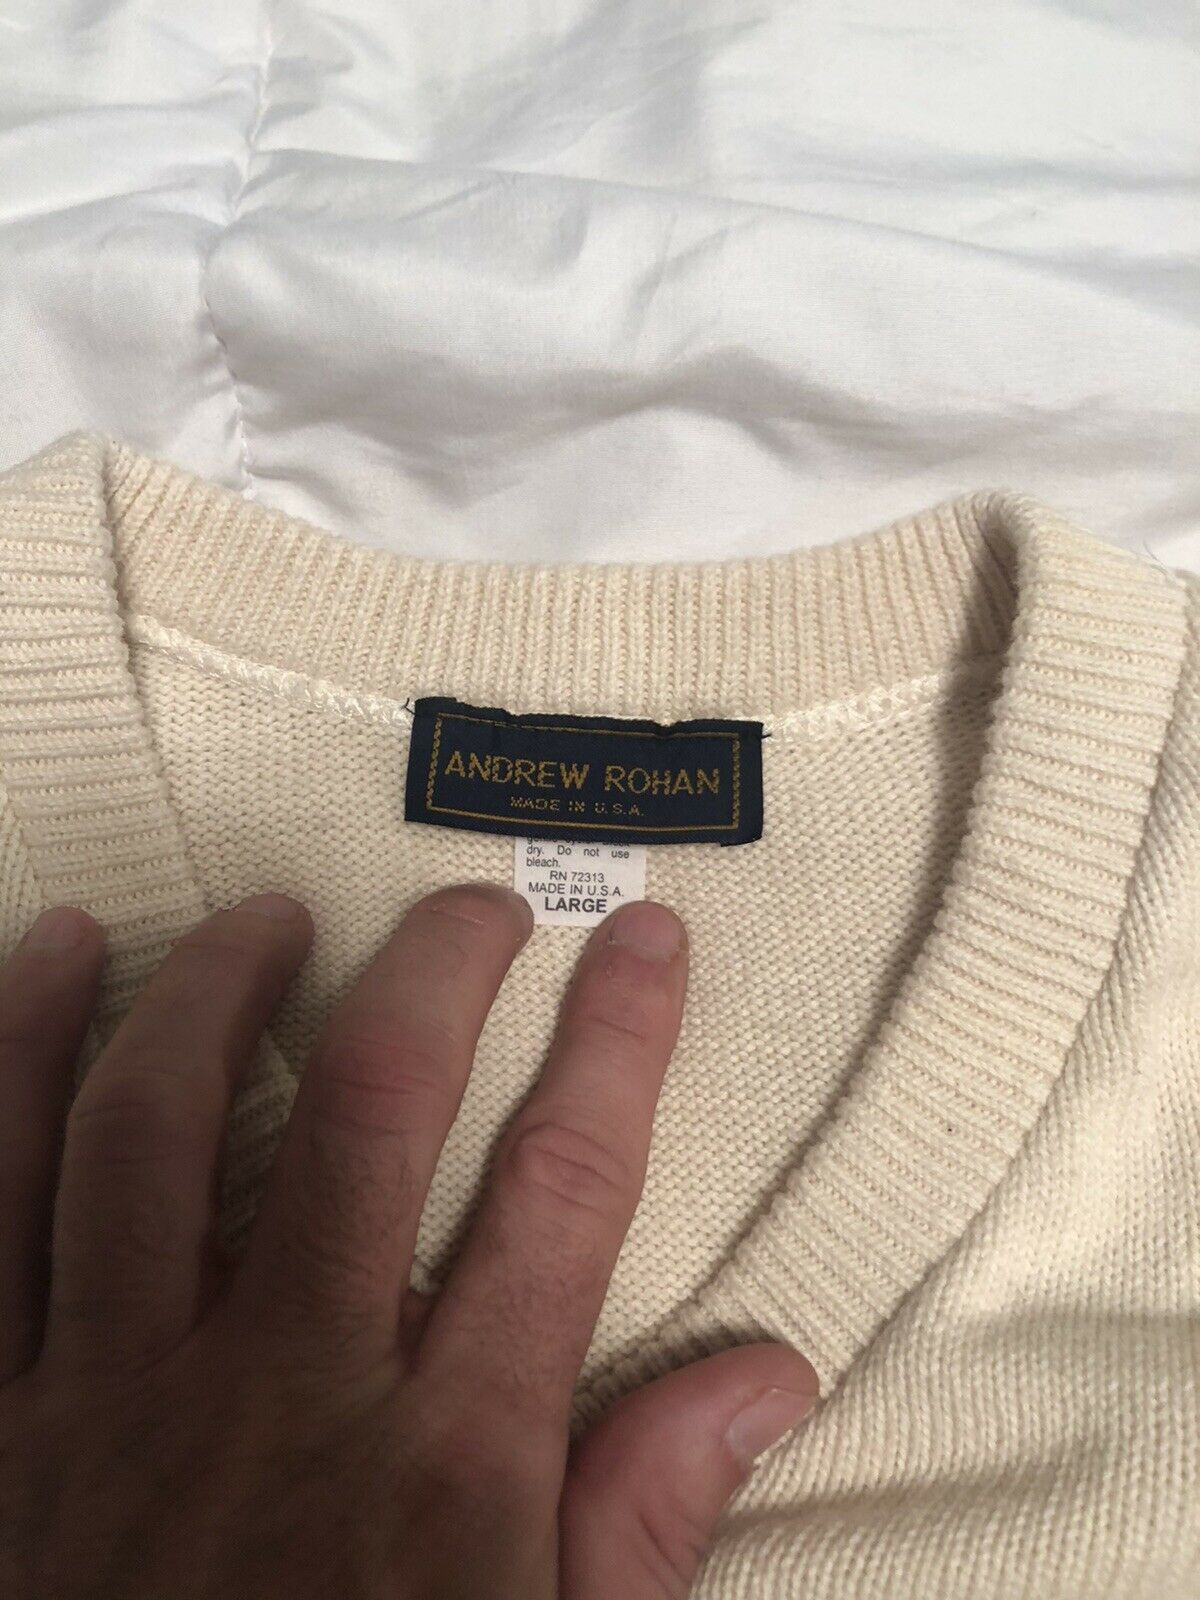 ANDREW ROHAN
MADE IN U.S.A.
dry. Do not use
bleach.
RN 72313
MADE IN U.S.A.
LARGE